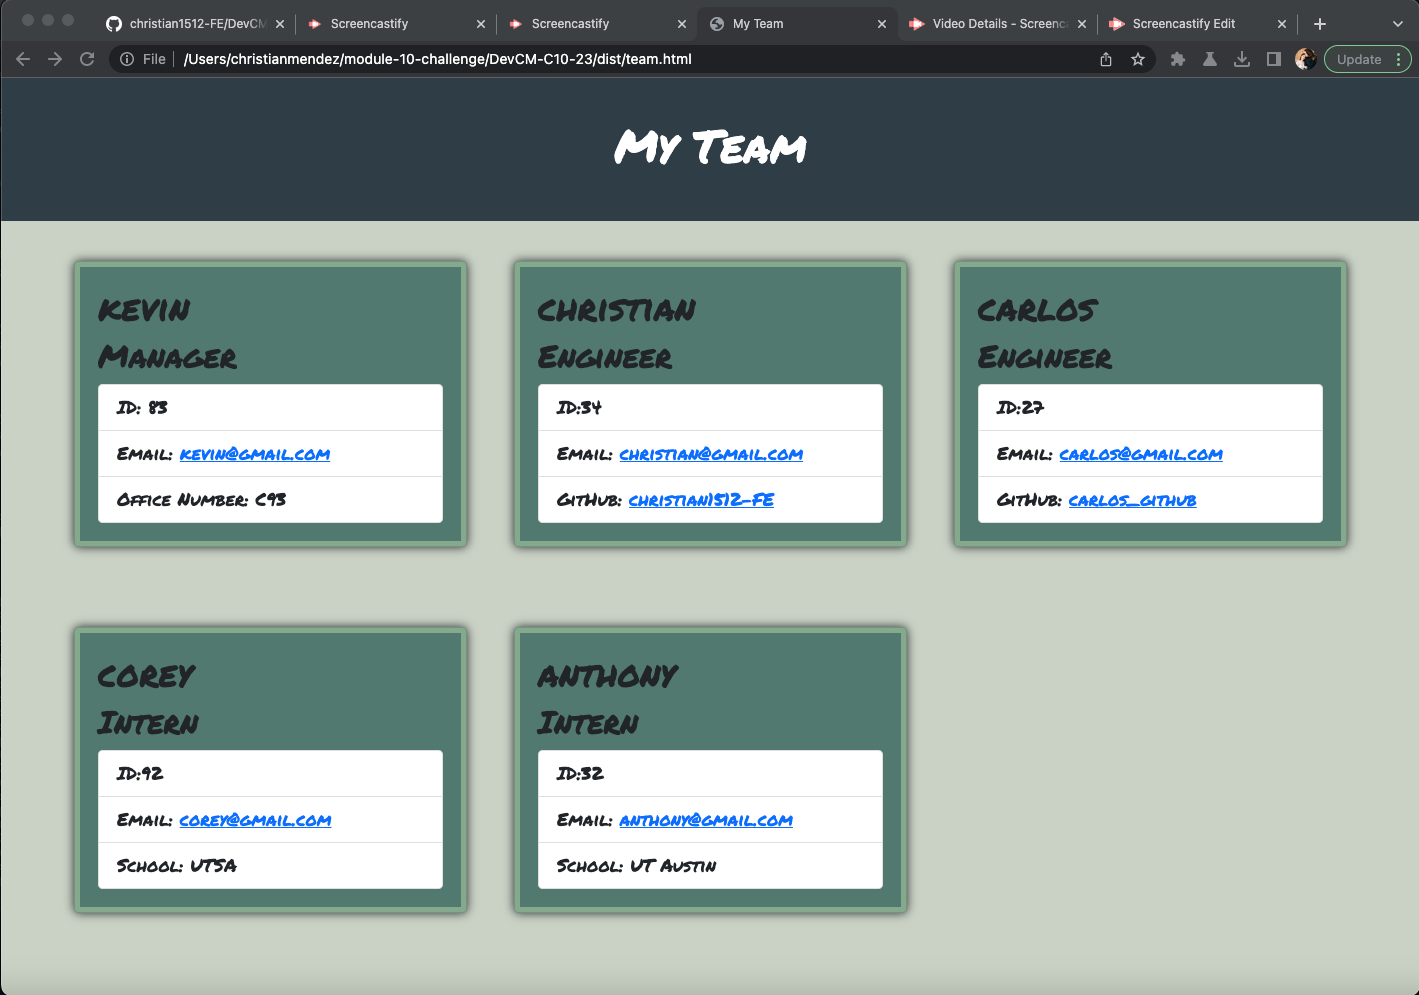 christian1512-FE/DevCM
Screencastify
Screencastify
My Team
Video Details - Screenca
Screencastify Edit
File
/Users/christianmendez/module-10-challenge/DevCM-C10-23/dist/team.html
Update
My Team
KEVIN
Manager
ID: 83
Email: kevin@gmail.com
Office Number: C93
CHRISTIAN
Engineer
ID:34
Email: christian@gmail.com
GitHub: christian1512-FE
CARLOS
Engineer
ID:27
Email: carlos@gmail.com
GitHub: carlos_github
COREY
Intern
ID:92
Email: corey@gmail.com
School: UTSA
ANTHONY
Intern
ID:32
Email: anthony@gmail.com
School: UT Austin